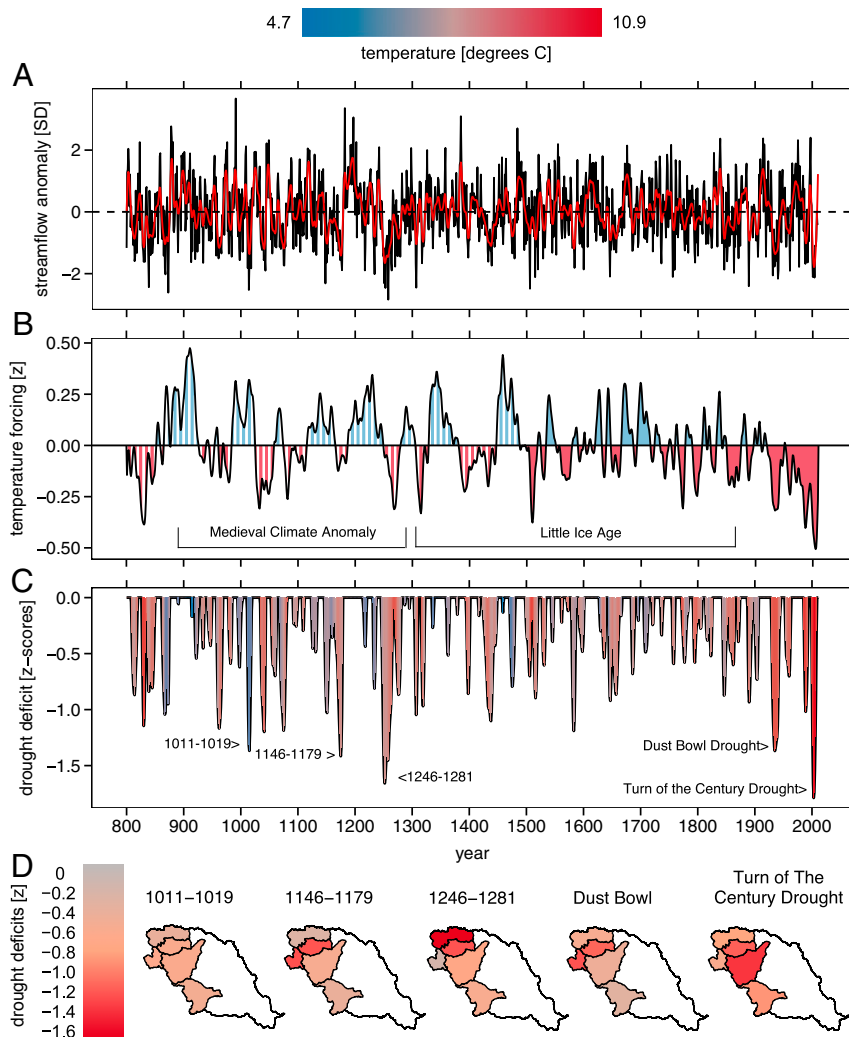 4.7 10.9
temperature [degrees C]
A
streamflow anomaly [SD]
2
0
−2
B
temperature forcing [z]
0.50
0.25
0.00
−0.25
−0.50
Medieval Climate Anomaly
Little Ice Age
C
drought deficit [z−scores]
0.0
−0.5
−1.0
−1.5
1011-1019>
1146-1179 >
<1246-1281
Dust Bowl Drought>
Turn of the Century Drought>
800 900 1000 1100 1200 1300 1400 1500 1600 1700 1800 1900 2000
year
D
drought deficits [z]
0
−0.2
−0.4
−0.6
−0.8
−1.0
−1.2
−1.4
−1.6
1011−1019
1146−1179
1246−1281
Dust Bowl
Turn of The
Century Drought